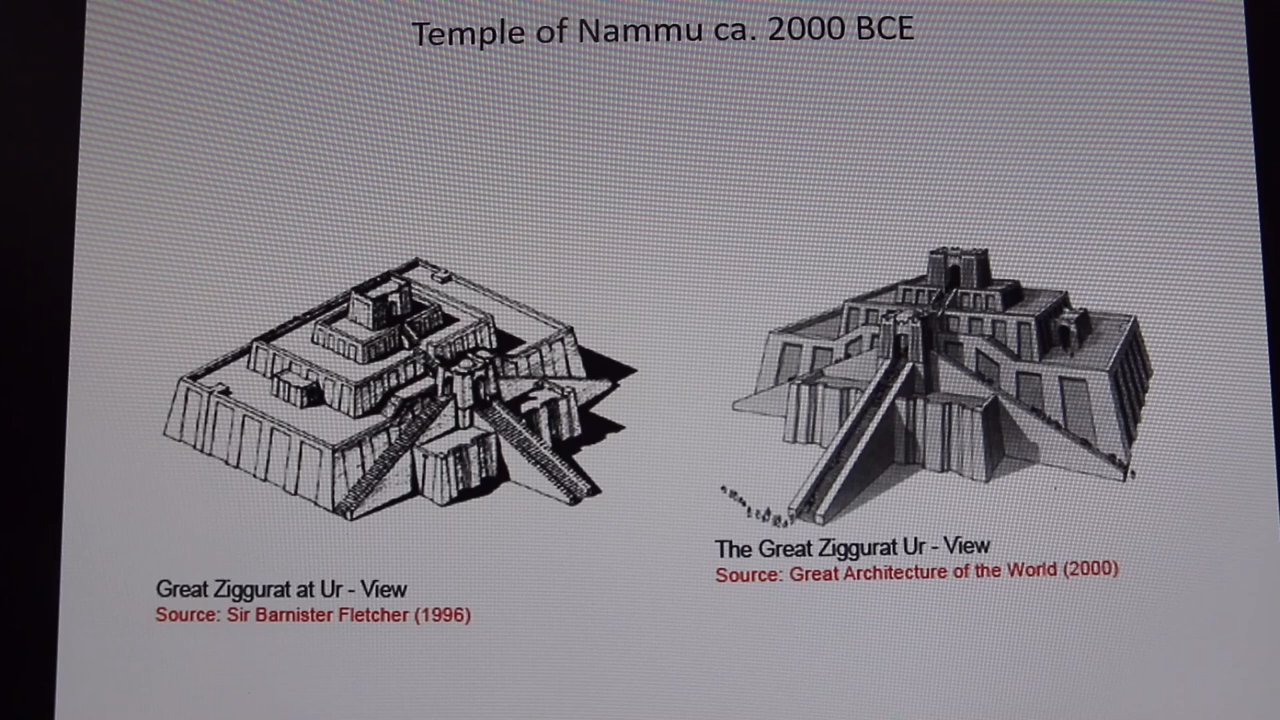 Temple of Nammu ca. 2000 BCE
The Great Ziggurat Ur - View
Source: Great Architecture of the World (2000)
Great Ziggurat at Ur - View
Source: Sir Barnister Fletcher (1996)